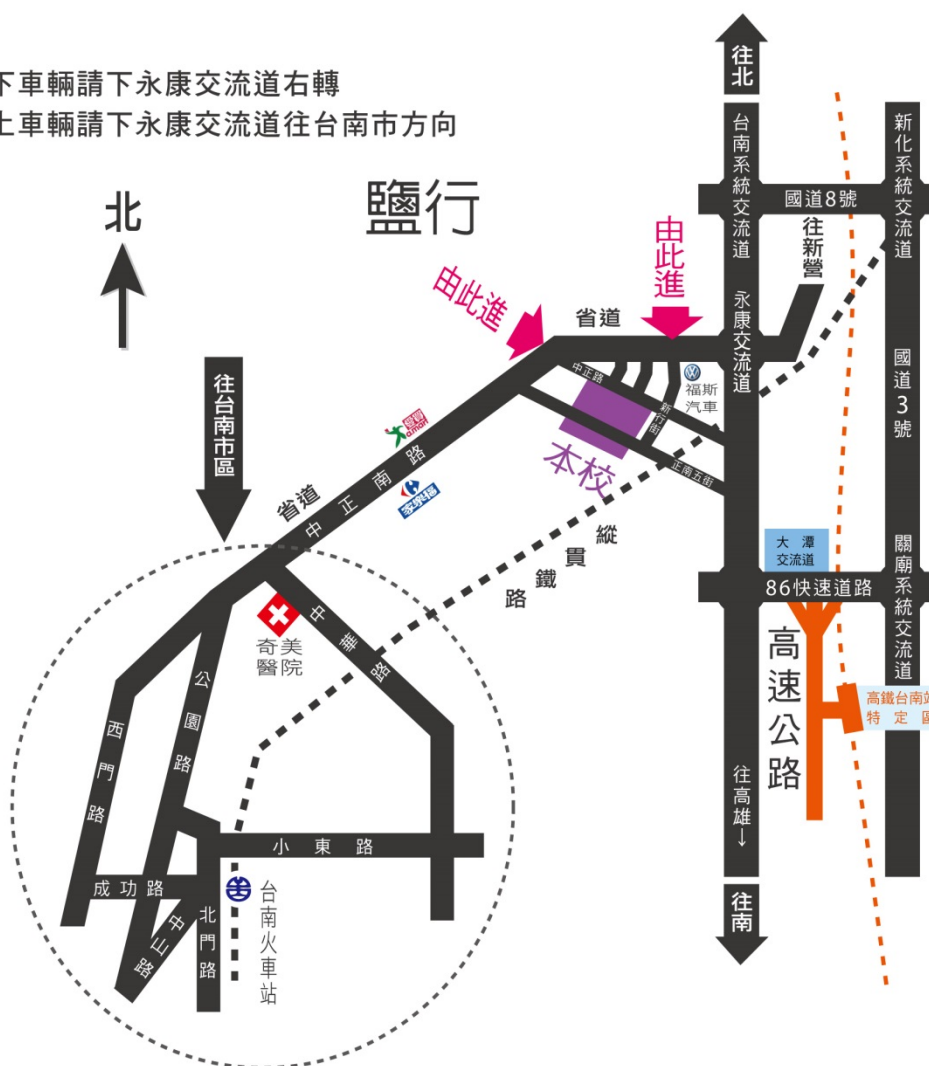 下車輛請下永康交流道右轉
上車輛請下永康交流道往台南市方向
北
鹽行
往北
台南系統交流道
新化系統交流道
國道8號
往新營
由此進
由此進
省道
永康交流道
國道3號
中正路
福斯
汽車
新行街
往台南市區
愛買
a.mart
本校
正南五街
省道
中正南路
家樂福
縱貫鐵路
大潭
交流道
86快速道路
關廟系統交流道
奇美
醫院
中華路
高速公路
高鐵台南站
特定區
公園路
西門路
往高雄↓
小東路
成功路
中山路
北門路
台南火車站
往南